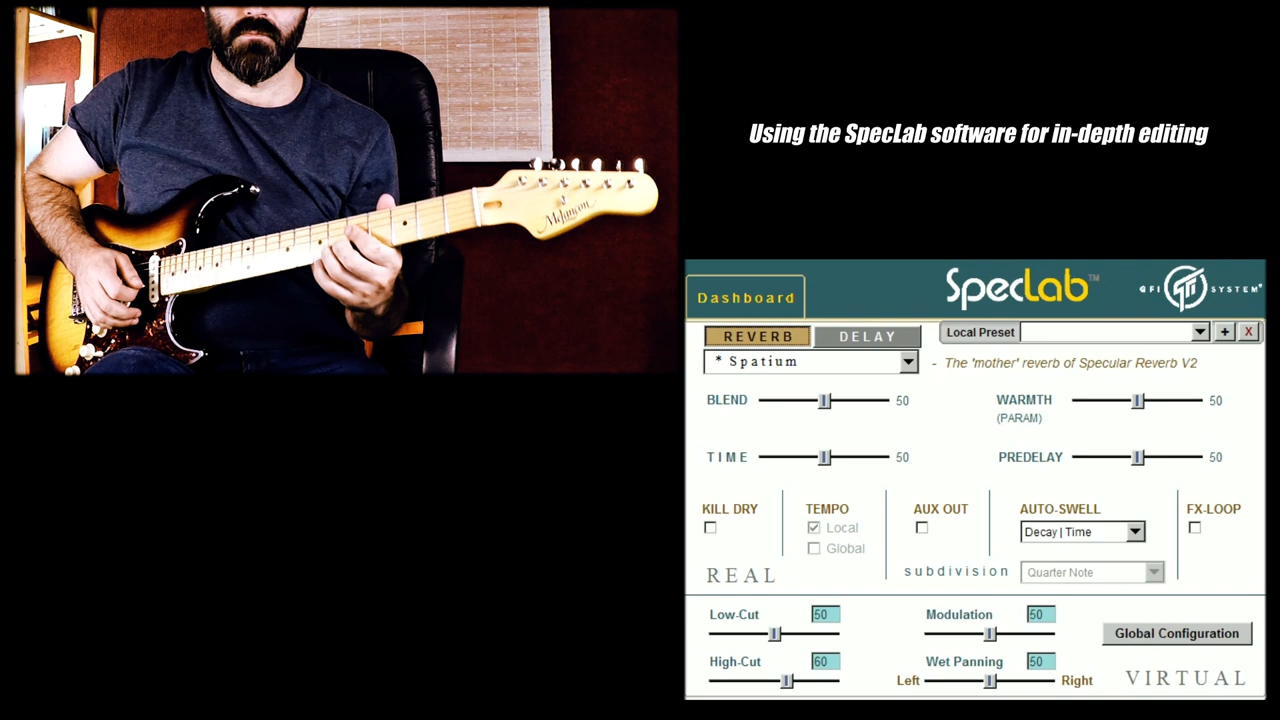 Using the SpecLab software for in-depth editing
Melançon
Dashboard
SpecLab™
GFI SYSTEM
REVERB
DELAY
Local Preset
+
X
* Spatium
- The 'mother' reverb of Specular Reverb V2
BLEND 50
WARMTH 50
(PARAM)
TIME 50
PREDELAY 50
KILL DRY
TEMPO
AUX OUT
AUTO-SWELL
FX-LOOP
Local
Decay | Time
Global
REAL
subdivision
Quarter Note
Low-Cut 50
Modulation 50
Global Configuration
High-Cut 60
Wet Panning 50
Left
Right
VIRTUAL